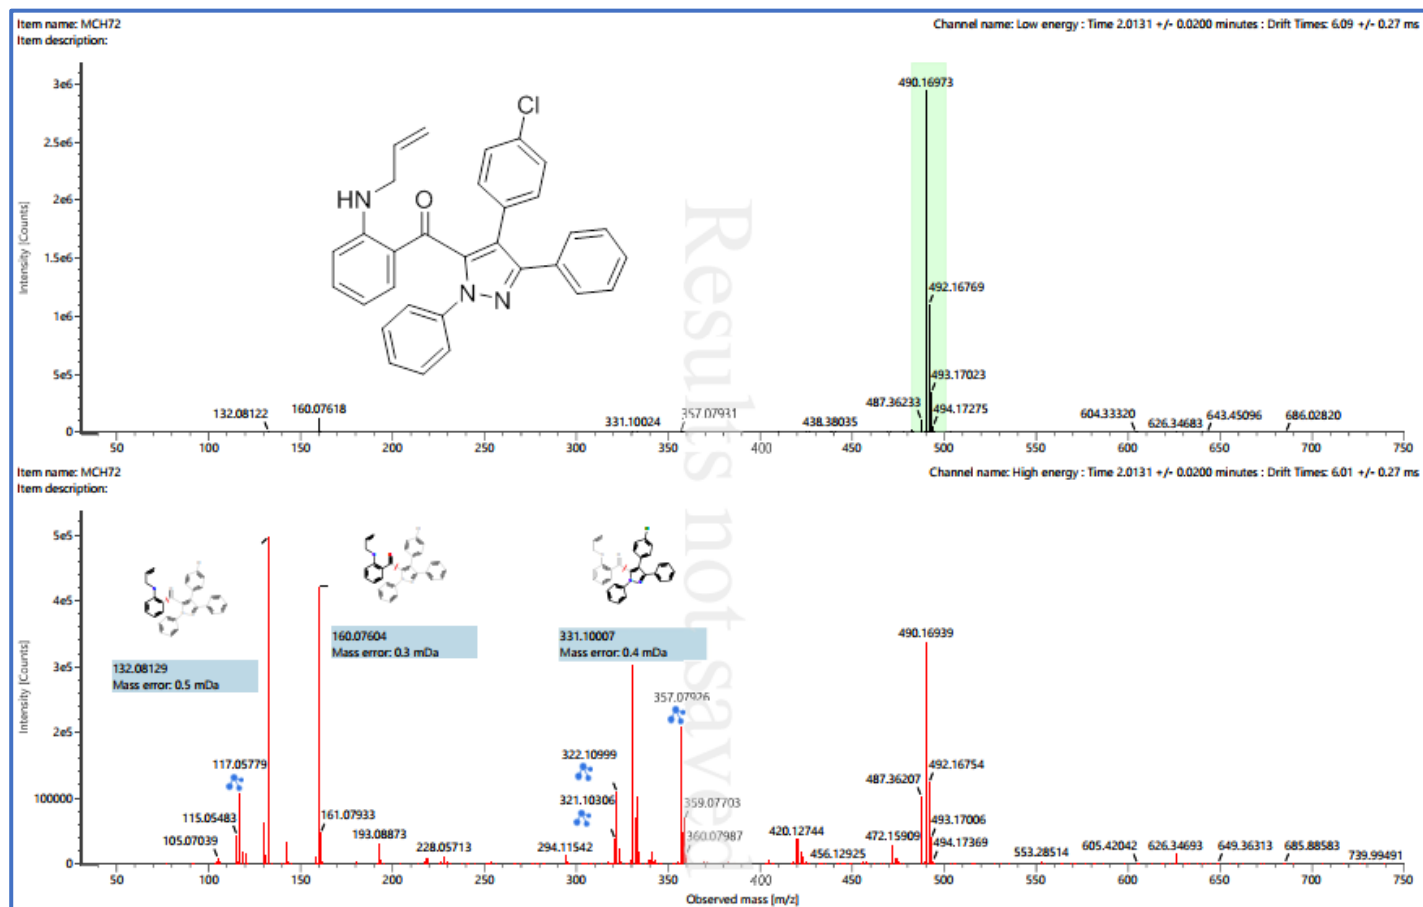 Item name: MCH72
Channel name: Low energy : Time 2.0131 +/- 0.0200 minutes : Drift Times: 6.09 +/- 0.27 ms
Item description:
Intensity [Counts]
3e6
2.5e6
2e6
1.5e6
1e6
5e5
0
Cl
HN
O
N
N
490.16973
492.16769
493.17023
487.36233
494.17275
132.08122
160.07618
331.10024
357.07931
438.38035
604.33320
626.34683
643.45096
686.02820
50
100
150
200
250
300
350
400
450
500
550
600
650
700
750
Results not saved
Item name: MCH72
Channel name: High energy : Time 2.0131 +/- 0.0200 minutes : Drift Times: 6.01 +/- 0.27 ms
Item description:
Intensity [Counts]
5e5
4e5
3e5
2e5
100000
0
132.08129
Mass error: 0.5 mDa
160.07604
Mass error: 0.3 mDa
331.10007
Mass error: 0.4 mDa
490.16939
357.07926
322.10999
321.10306
359.07703
360.07987
117.05779
115.05483
105.07039
161.07933
193.08873
228.05713
294.11542
420.12744
456.12925
472.15909
487.36207
492.16754
493.17006
494.17369
553.28514
605.42042
626.34693
649.36313
685.88583
739.99491
50
100
150
200
250
300
350
400
450
500
550
600
650
700
750
Observed mass [m/z]